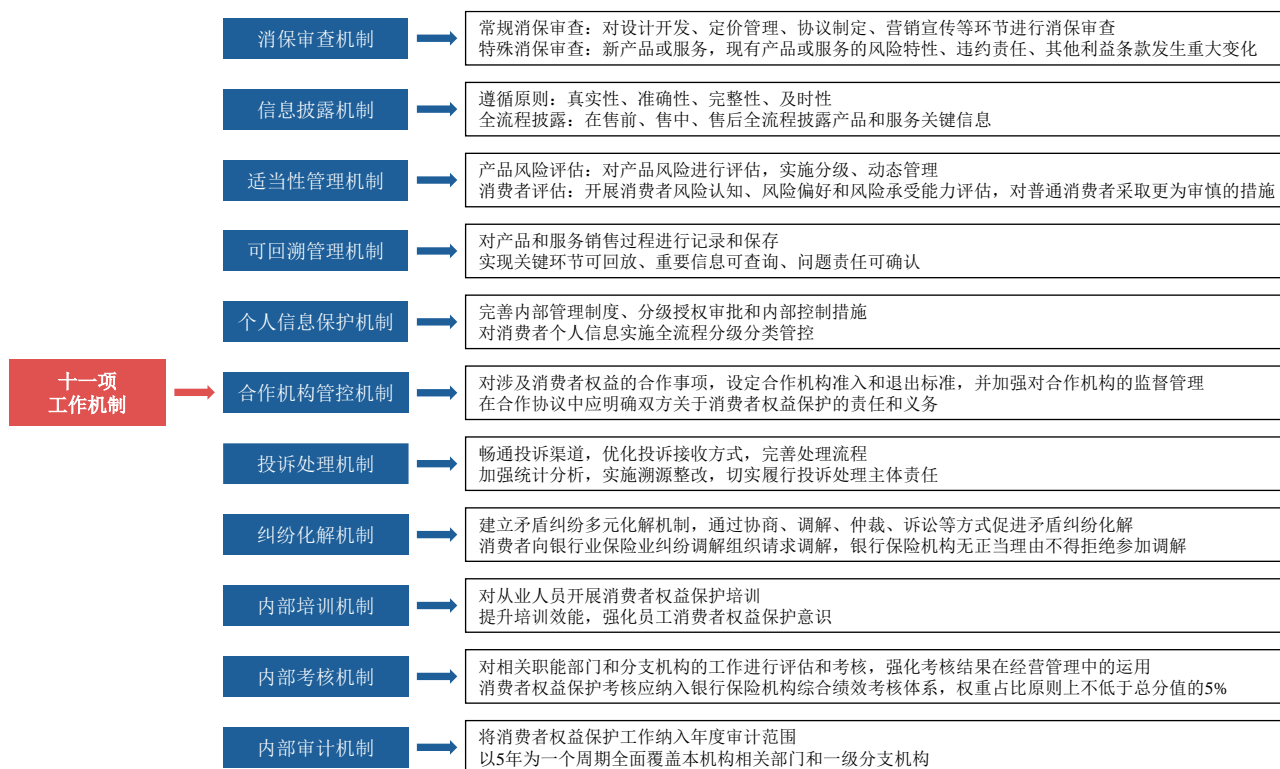 消保审查机制
常规消保审查：对设计开发、定价管理、协议制定、营销宣传等环节进行消保审查
特殊消保审查：新产品或服务，现有产品或服务的风险特性、违约责任、其他利益条款发生重大变化
信息披露机制
遵循原则：真实性、准确性、完整性、及时性
全流程披露：在售前、售中、售后全流程披露产品和服务关键信息
适当性管理机制
产品风险评估：对产品风险进行评估，实施分级、动态管理
消费者评估：开展消费者风险认知、风险偏好和风险承受能力评估，对普通消费者采取更为审慎的措施
可回溯管理机制
对产品和服务销售过程进行记录和保存
实现关键环节可回放、重要信息可查询、问题责任可确认
个人信息保护机制
完善内部管理制度、分级授权审批和内部控制措施
对消费者个人信息实施全流程分级分类管控
十一项
工作机制
合作机构管控机制
对涉及消费者权益的合作事项，设定合作机构准入和退出标准，并加强对合作机构的监督管理
在合作协议中应明确双方关于消费者权益保护的责任和义务
投诉处理机制
畅通投诉渠道，优化投诉接收方式，完善处理流程
加强统计分析，实施溯源整改，切实履行投诉处理主体责任
纠纷化解机制
建立矛盾纠纷多元化解机制，通过协商、调解、仲裁、诉讼等方式促进矛盾纠纷化解
消费者向银行业保险业纠纷调解组织请求调解，银行保险机构无正当理由不得拒绝参加调解
内部培训机制
对从业人员开展消费者权益保护培训
提升培训效能，强化员工消费者权益保护意识
内部考核机制
对相关职能部门和分支机构的工作进行评估和考核，强化考核结果在经营管理中的运用
消费者权益保护考核应纳入银行保险机构综合绩效考核体系，权重占比原则上不低于总分值的5%
内部审计机制
将消费者权益保护工作纳入年度审计范围
以5年为一个周期全面覆盖本机构相关部门和一级分支机构